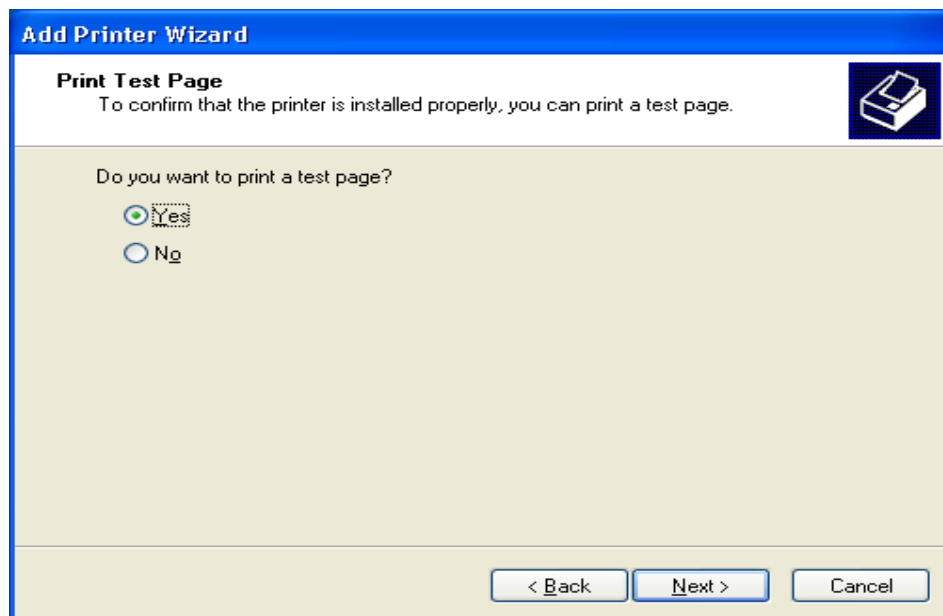 Add Printer Wizard
Print Test Page
To confirm that the printer is installed properly, you can print a test page.
Do you want to print a test page?
Yes
No
< Back Next > Cancel